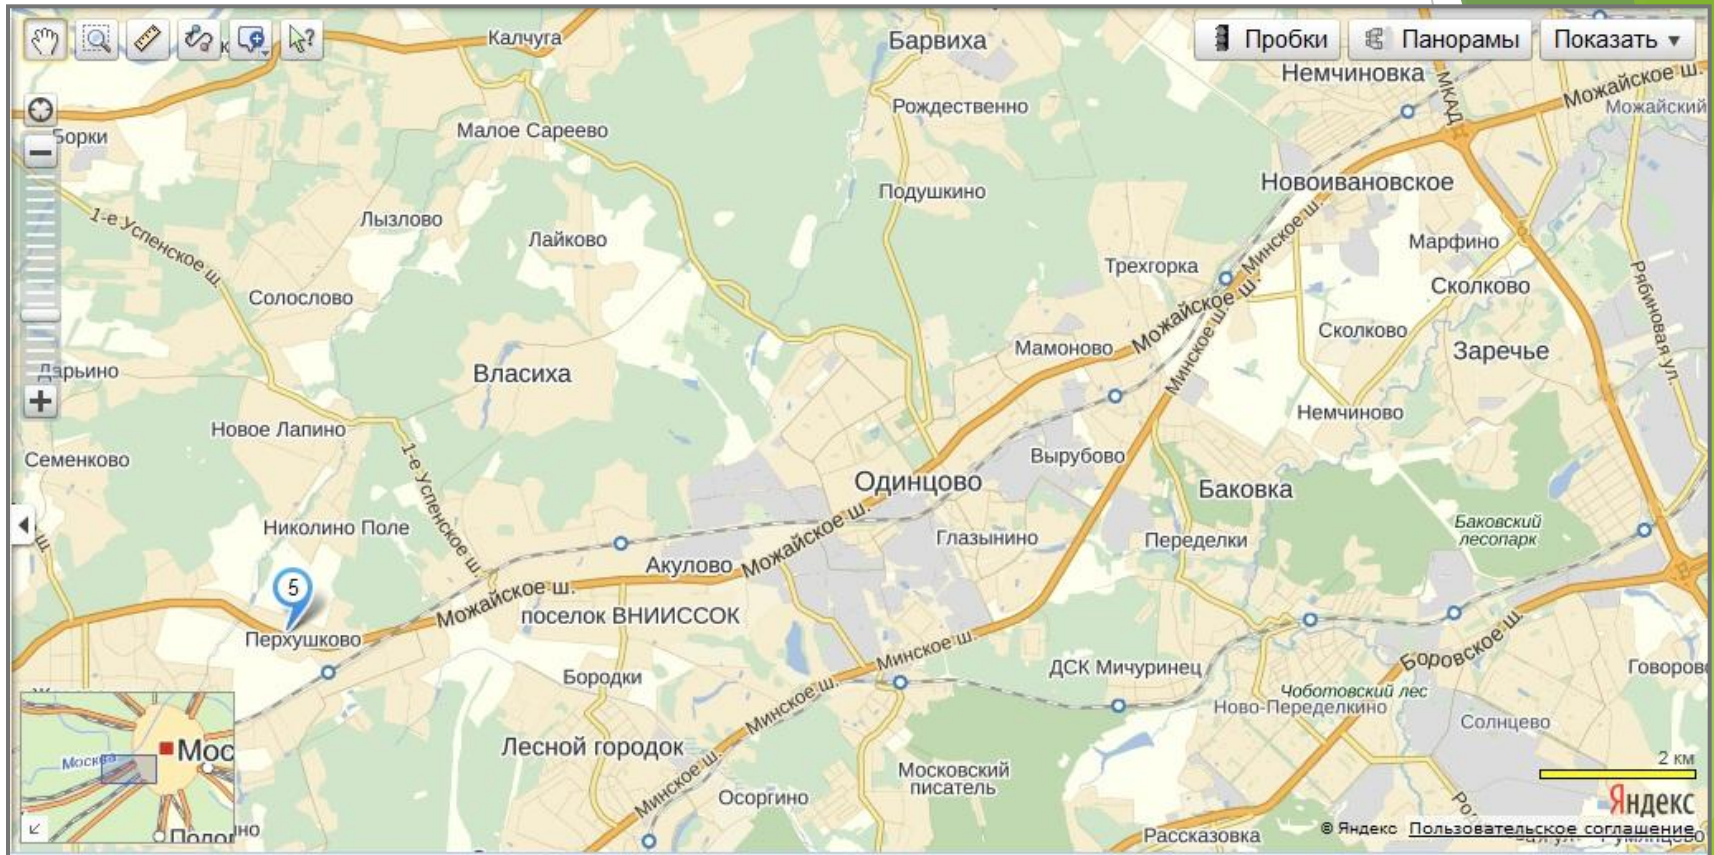 Пробки
Панорамы
Показать
Калчуга
Барвиха
Немчиновка
МКАД
Можайское ш.
Можайский
Рождественно
Борки
Малое Сареево
Новоивановское
Подушкино
1-е Успенское ш.
Лызлово
Лайково
Минское ш.
Марфино
Трехгорка
Сколково
Рябиновая ул.
Солослово
Можайское ш.
Минское ш.
Сколково
Мамоново
Заречье
Дарьино
Власиха
Немчиново
Новое Лапино
1-е Успенское ш.
Семенково
Вырубово
Одинцово
Баковка
Николино Поле
Можайское ш.
Глазынино
Переделки
Баковский
лесопарк
Акулово
5
Можайское ш.
поселок ВНИИССОК
Перхушково
Минское ш.
Боровское ш.
Бородки
ДСК Мичуринец
Говорово
Минское ш.
Чоботовский лес
Ново-Переделкино
Солнцево
Лесной городок
Москва
Мос
Минское ш.
Московский
писатель
2 км
Осоргино
Яндекс
Подол
но
Рассказовка
© Яндекс Пользовательское соглашение